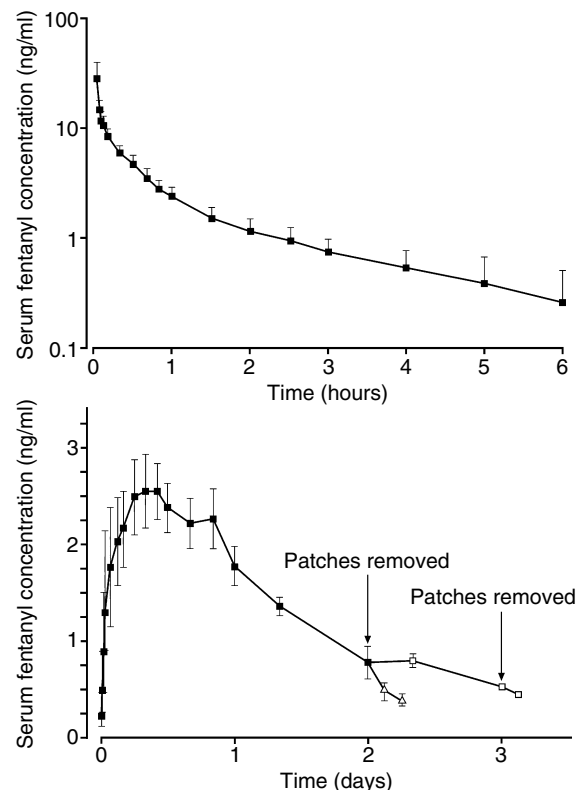 Serum fentanyl concentration (ng/ml)
100
10
1
0.1
0 1 2 3 4 5 6
Time (hours)
Serum fentanyl concentration (ng/ml)
3
2
1
0
Patches removed
Patches removed
0 1 2 3
Time (days)